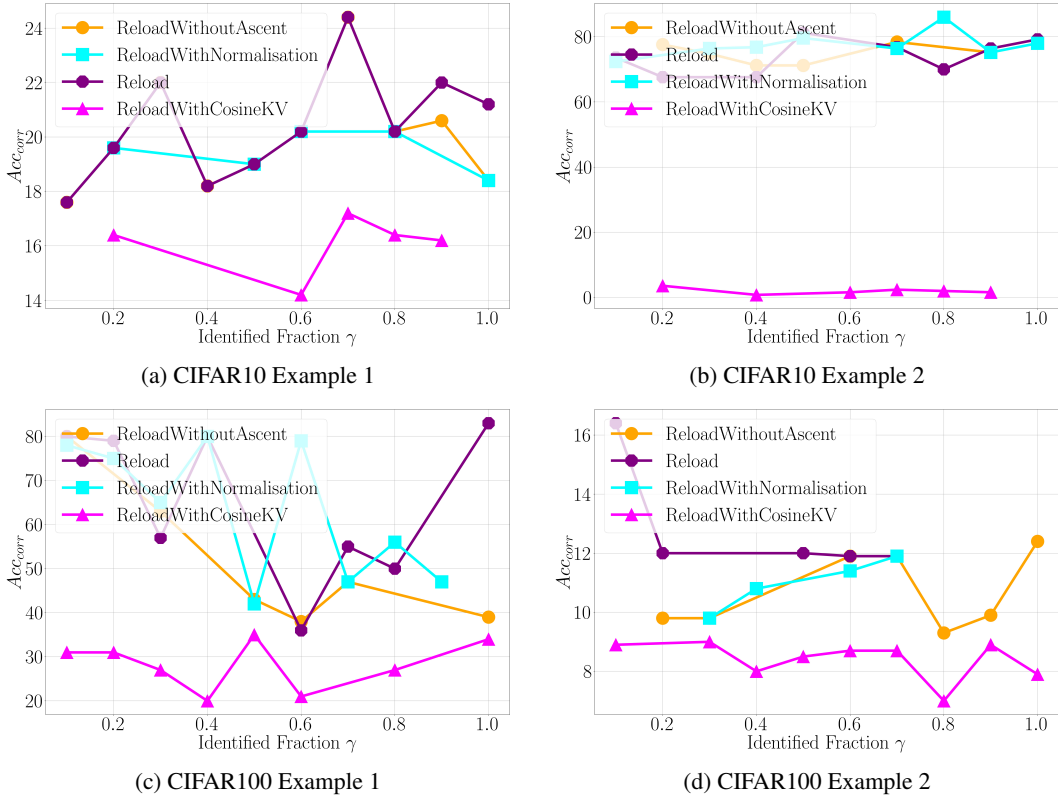 ReloadWithoutAscent
ReloadWithNormalisation
Reload
ReloadWithCosineKV
24
22
20
18
16
14
Acc_corr
0.2 0.4 0.6 0.8 1.0
Identified Fraction γ
(a) CIFAR10 Example 1
ReloadWithoutAscent
Reload
ReloadWithNormalisation
ReloadWithCosineKV
80
60
40
20
0
Acc_corr
0.2 0.4 0.6 0.8 1.0
Identified Fraction γ
(b) CIFAR10 Example 2
ReloadWithoutAscent
Reload
ReloadWithNormalisation
ReloadWithCosineKV
80
70
60
50
40
30
20
Acc_corr
0.2 0.4 0.6 0.8 1.0
Identified Fraction γ
(c) CIFAR100 Example 1
ReloadWithoutAscent
Reload
ReloadWithNormalisation
ReloadWithCosineKV
16
14
12
10
8
Acc_corr
0.2 0.4 0.6 0.8 1.0
Identified Fraction γ
(d) CIFAR100 Example 2